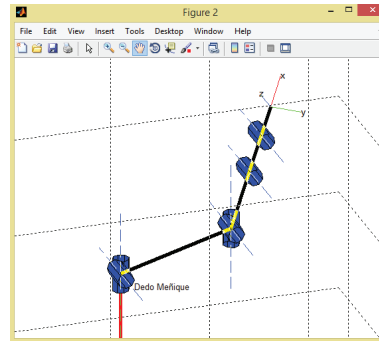 Figure 2
File Edit View Insert Tools Desktop Window Help
x
z
y
Dedo Meñique